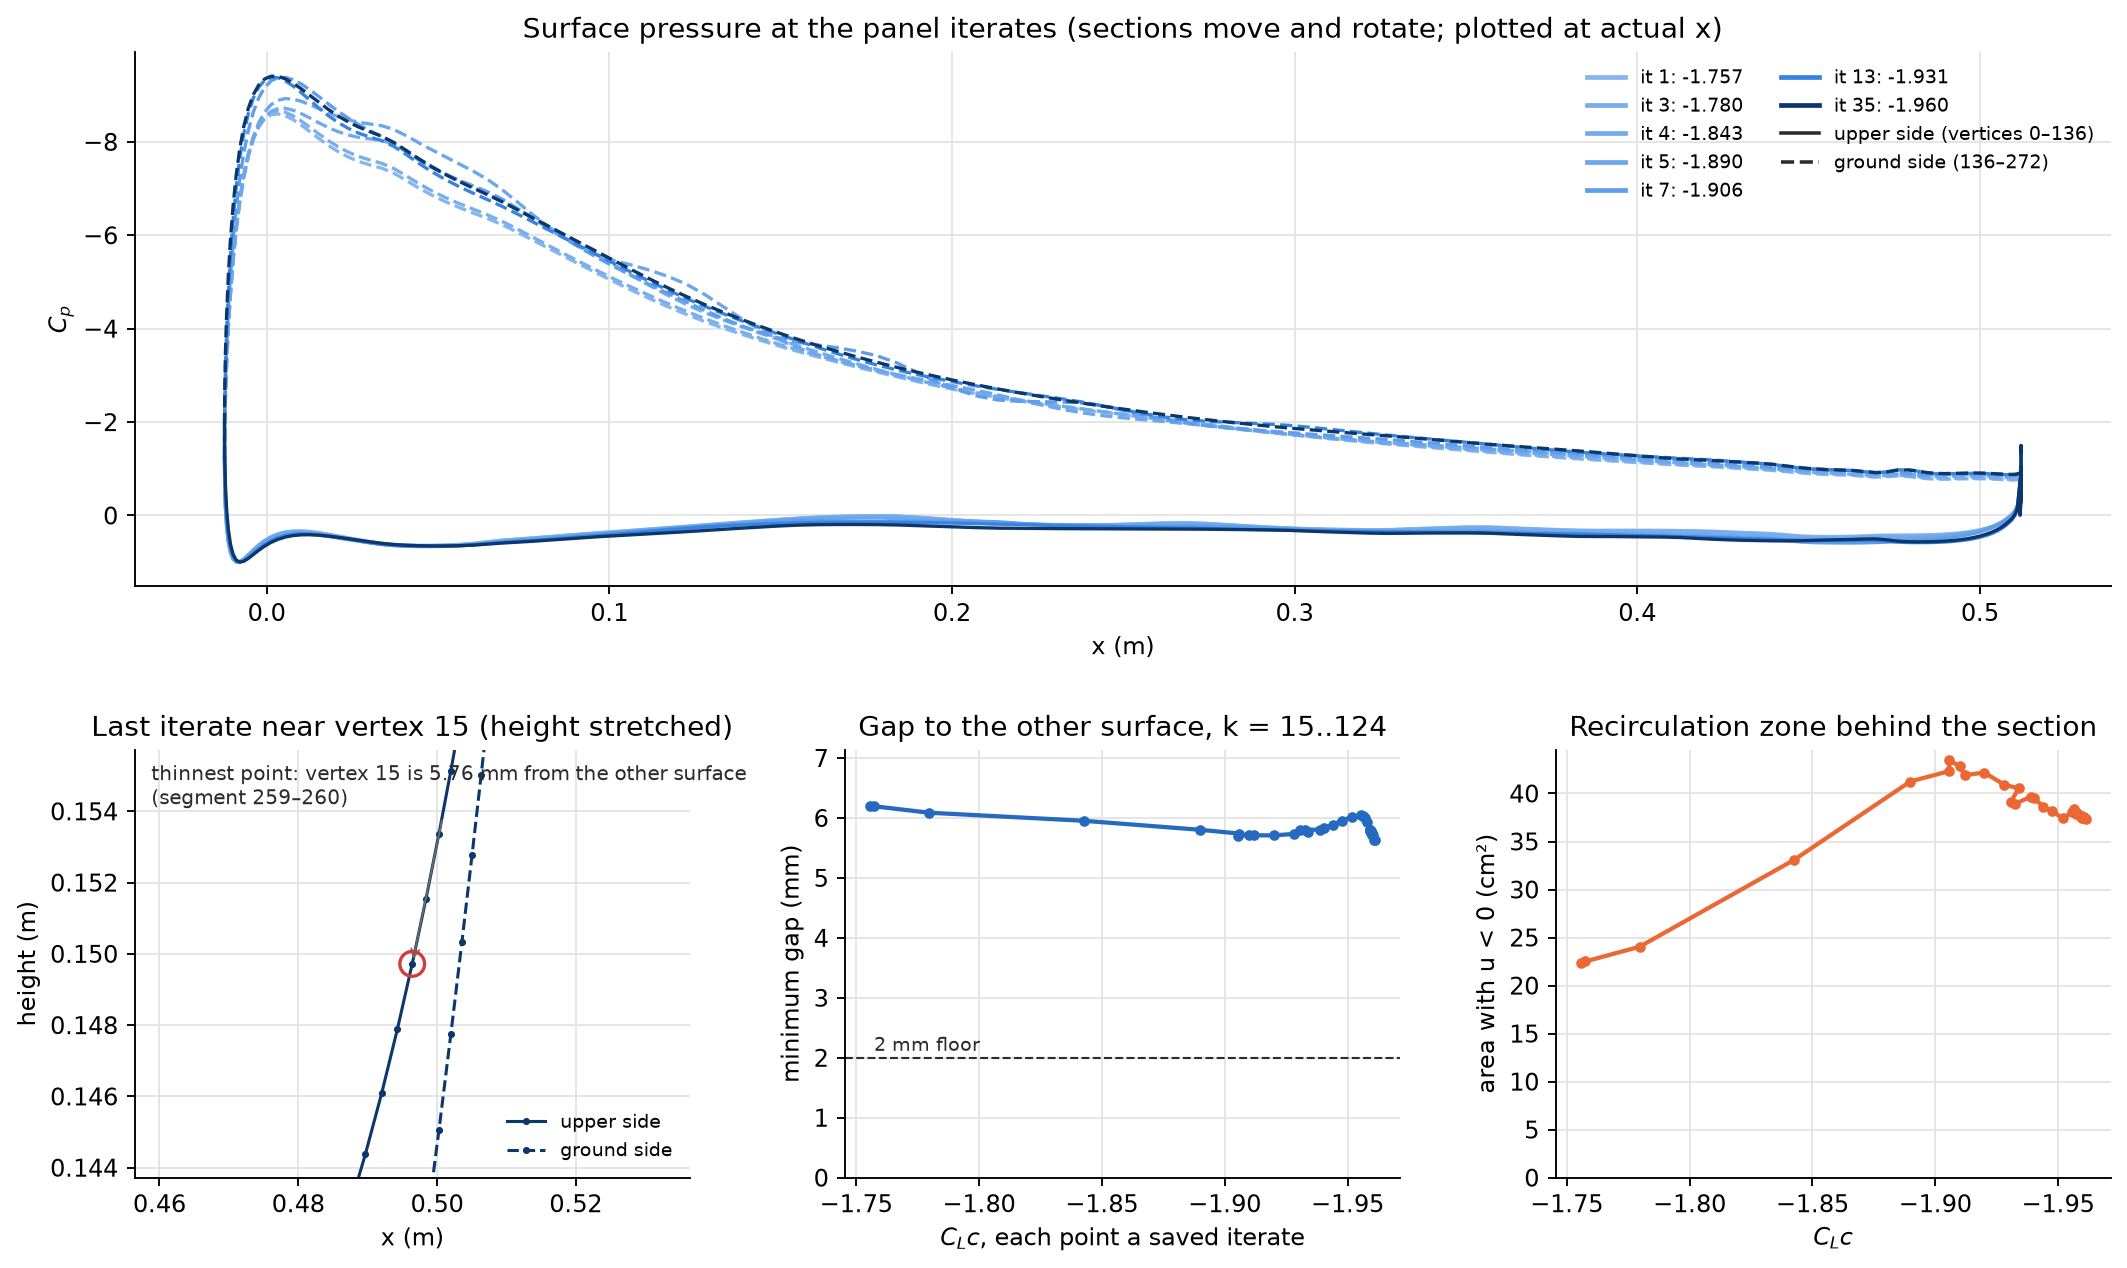 Surface pressure at the panel iterates (sections move and rotate; plotted at actual x)
it 1: -1.757
it 3: -1.780
it 4: -1.843
it 5: -1.890
it 7: -1.906
it 13: -1.931
it 35: -1.960
upper side (vertices 0–136)
ground side (136–272)
−8
−6
−4
−2
0
Cp
0.0 0.1 0.2 0.3 0.4 0.5
x (m)
Last iterate near vertex 15 (height stretched)
thinnest point: vertex 15 is 5.76 mm from the other surface
(segment 259–260)
0.154
0.152
0.150
0.148
0.146
0.144
height (m)
upper side
ground side
0.46 0.48 0.50 0.52
x (m)
Gap to the other surface, k = 15..124
7
6
5
4
3
2
1
0
minimum gap (mm)
2 mm floor
−1.75 −1.80 −1.85 −1.90 −1.95
CLc, each point a saved iterate
Recirculation zone behind the section
40
35
30
25
20
15
10
5
0
area with u < 0 (cm²)
−1.75 −1.80 −1.85 −1.90 −1.95
CLc